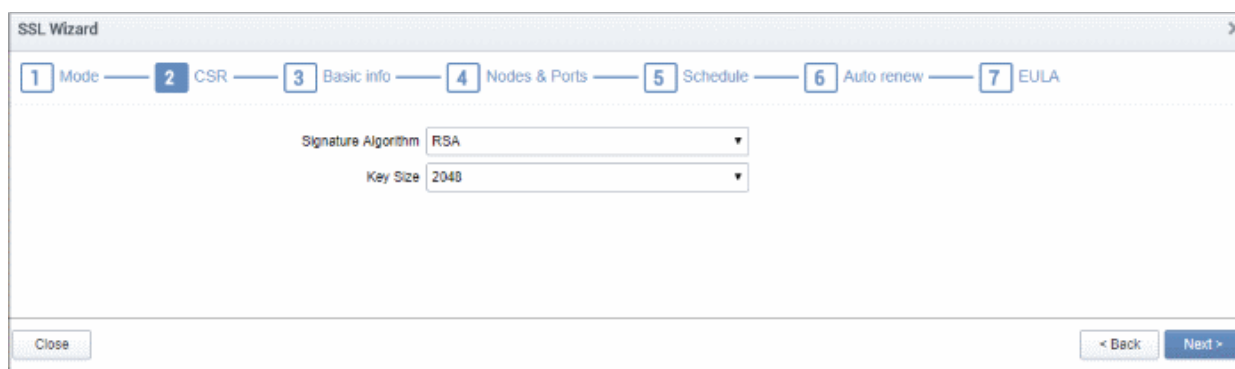 SSL Wizard
1 Mode 2 CSR 3 Basic info 4 Nodes & Ports 5 Schedule 6 Auto renew 7 EULA
Signature Algorithm RSA
Key Size 2048
Close < Back Next >